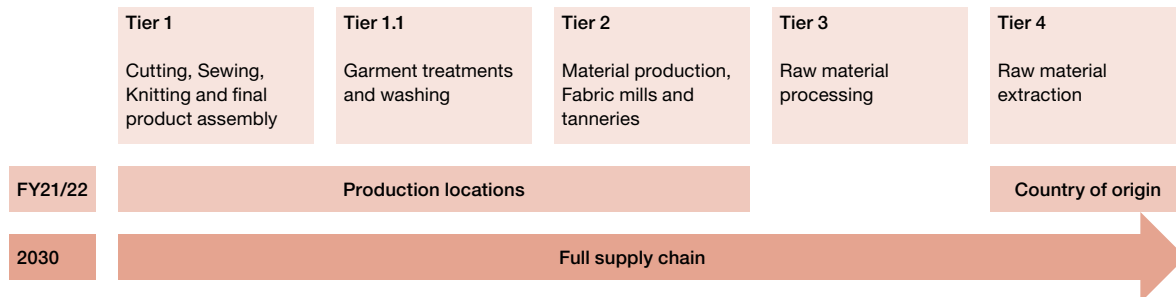 Tier 1
Cutting, Sewing,
Knitting and final
product assembly
Tier 1.1
Garment treatments
and washing
Tier 2
Material production,
Fabric mills and
tanneries
Tier 3
Raw material
processing
Tier 4
Raw material
extraction
FY21/22
Production locations
Country of origin
2030
Full supply chain